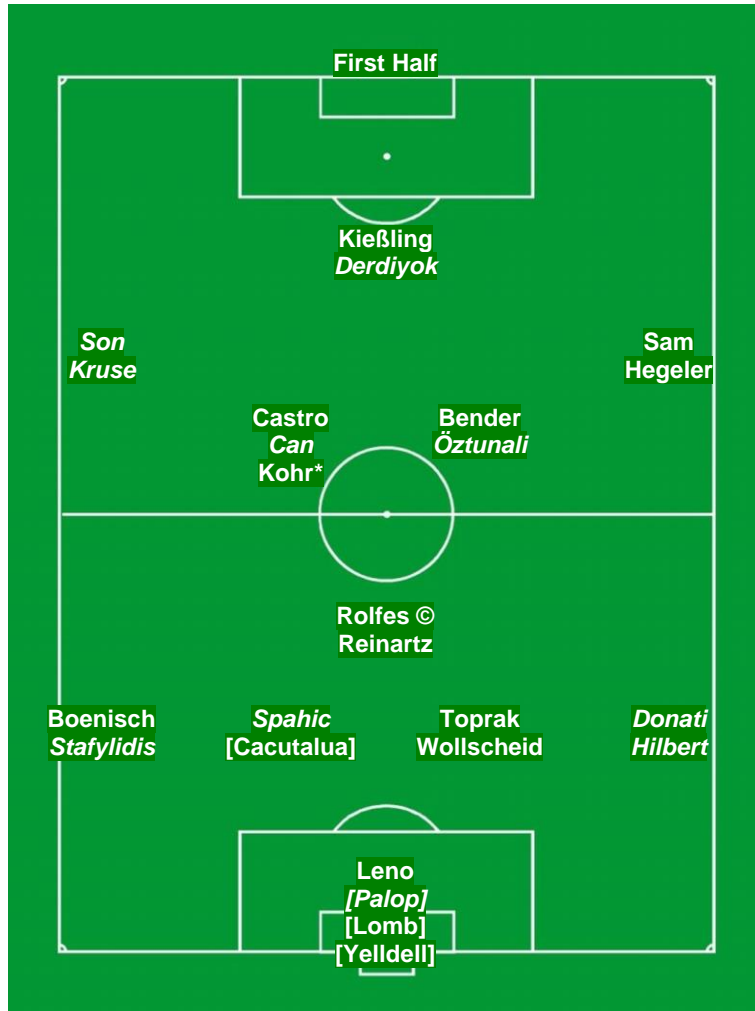 First Half
Kießling
Derdiyok
Son
Kruse
Sam
Hegeler
Castro
Can
Kohr*
Bender
Öztunali
Rolfes ©
Reinartz
Boenisch
Stafylidis
Spahic
[Cacutalua]
Toprak
Wollscheid
Donati
Hilbert
Leno
[Palop]
[Lomb]
[Yelldell]